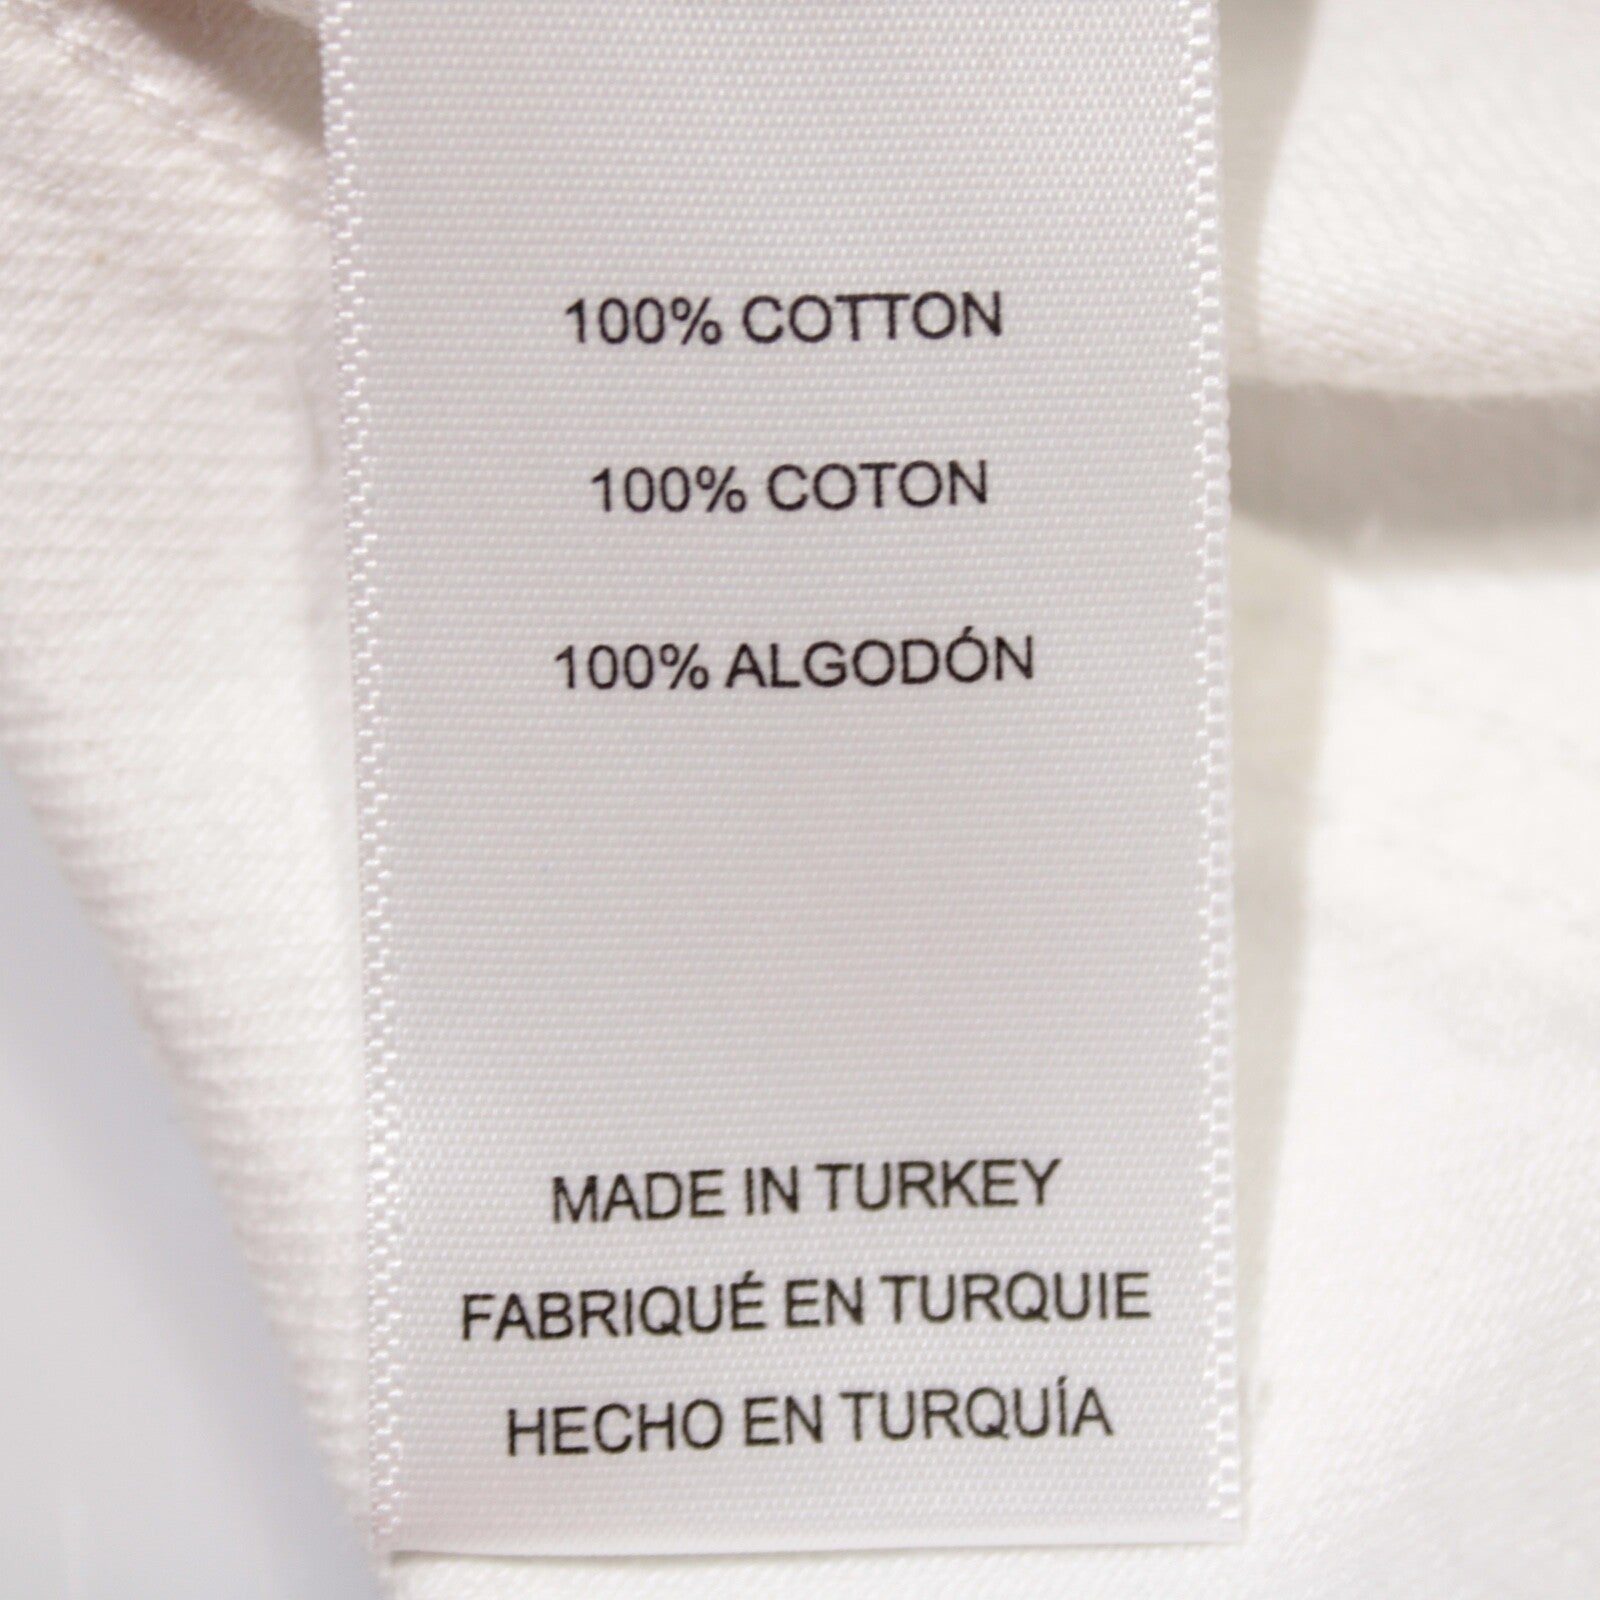 100% COTTON
100% COTON
100% ALGODÓN
MADE IN TURKEY
FABRIQUÉ EN TURQUIE
HECHO EN TURQUÍA